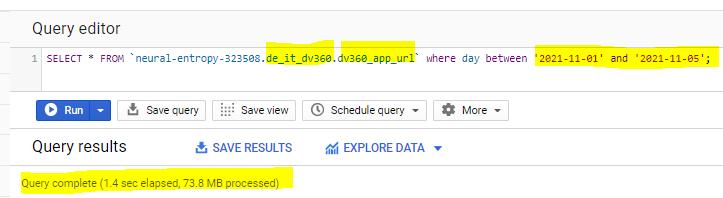 Query editor
1 SELECT * FROM `neural-entropy-323508.de_it_dv360.dv360_app_url` where day between '2021-11-01' and '2021-11-05';
Run Save query Save view Schedule query More
Query results SAVE RESULTS EXPLORE DATA
Query complete (1.4 sec elapsed, 73.8 MB processed)